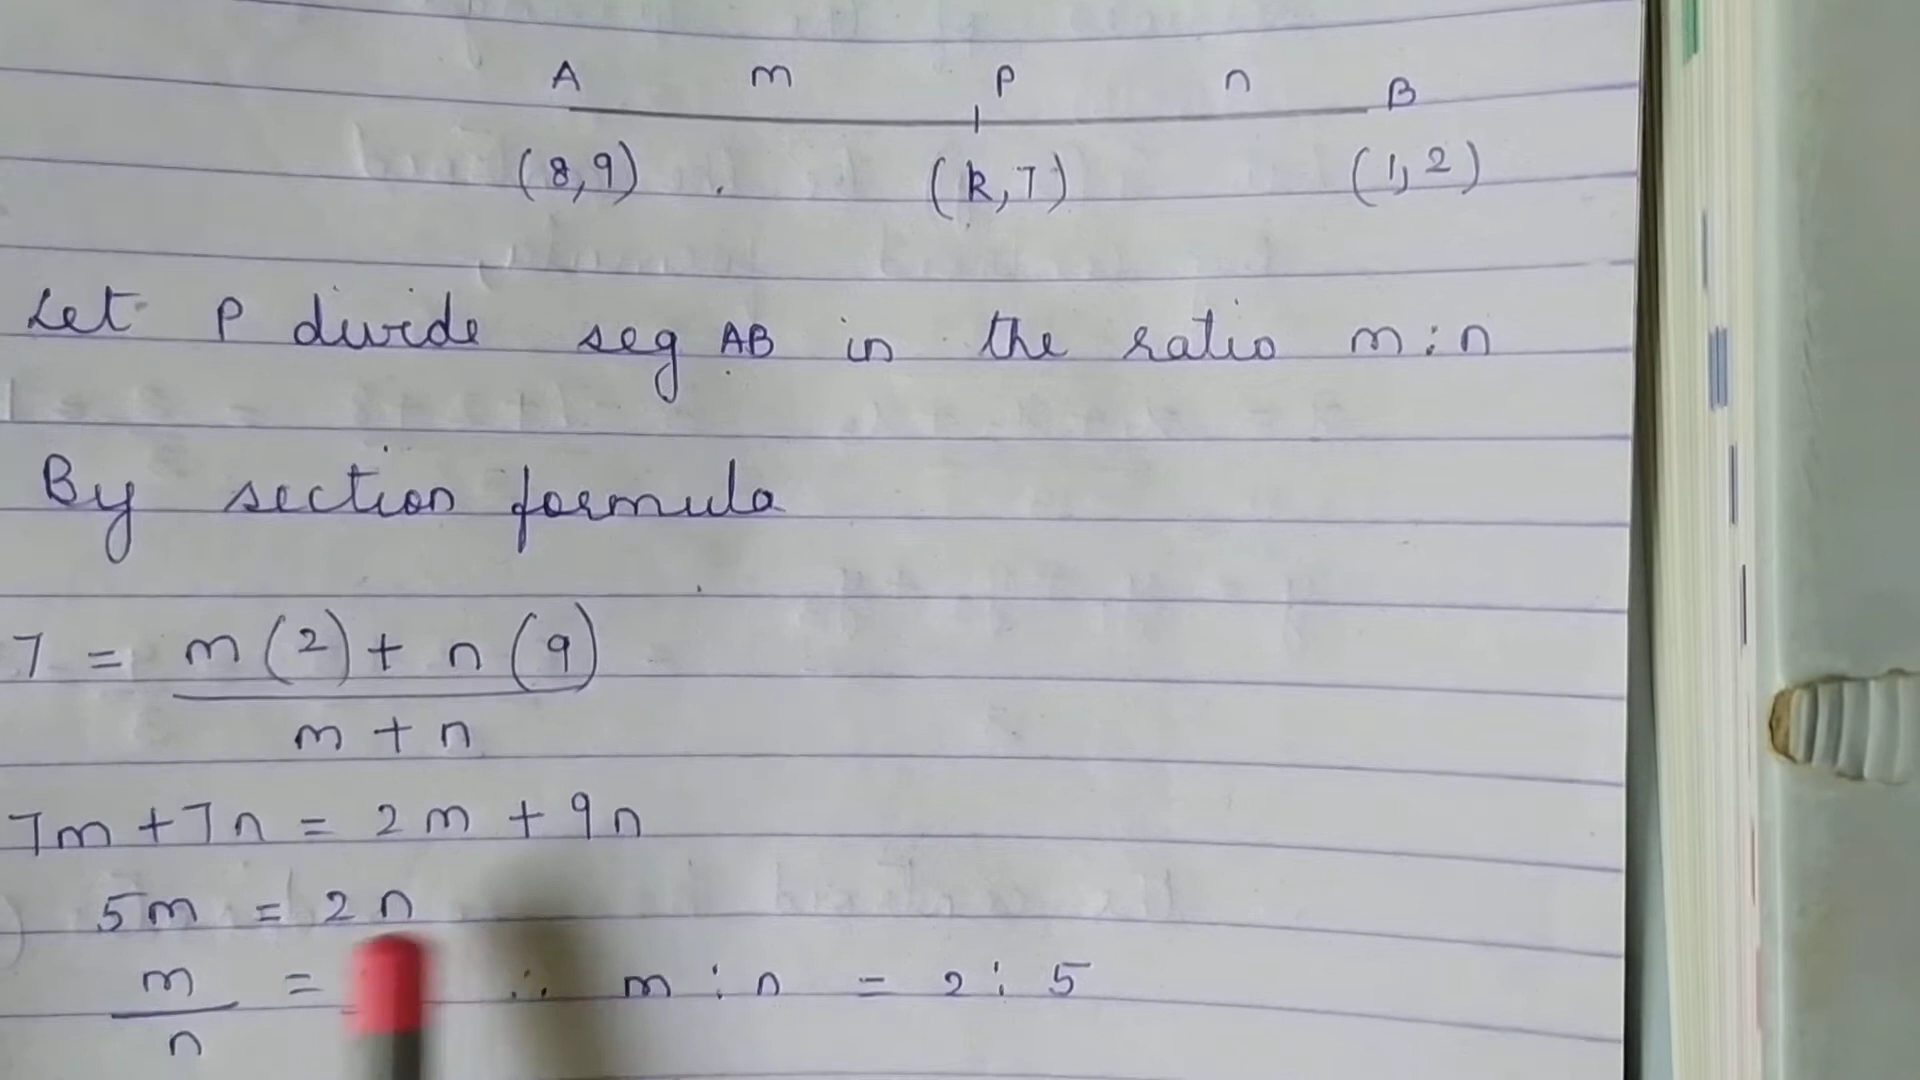 A m P n B
(8,9) (k,7) (1,2)
Let P divide seg AB in the ratio m:n
By section formula
7 = m(2) + n(9)
m + n
7m + 7n = 2m + 9n
5m = 2n
m = ∴ m : n = 2 : 5
n